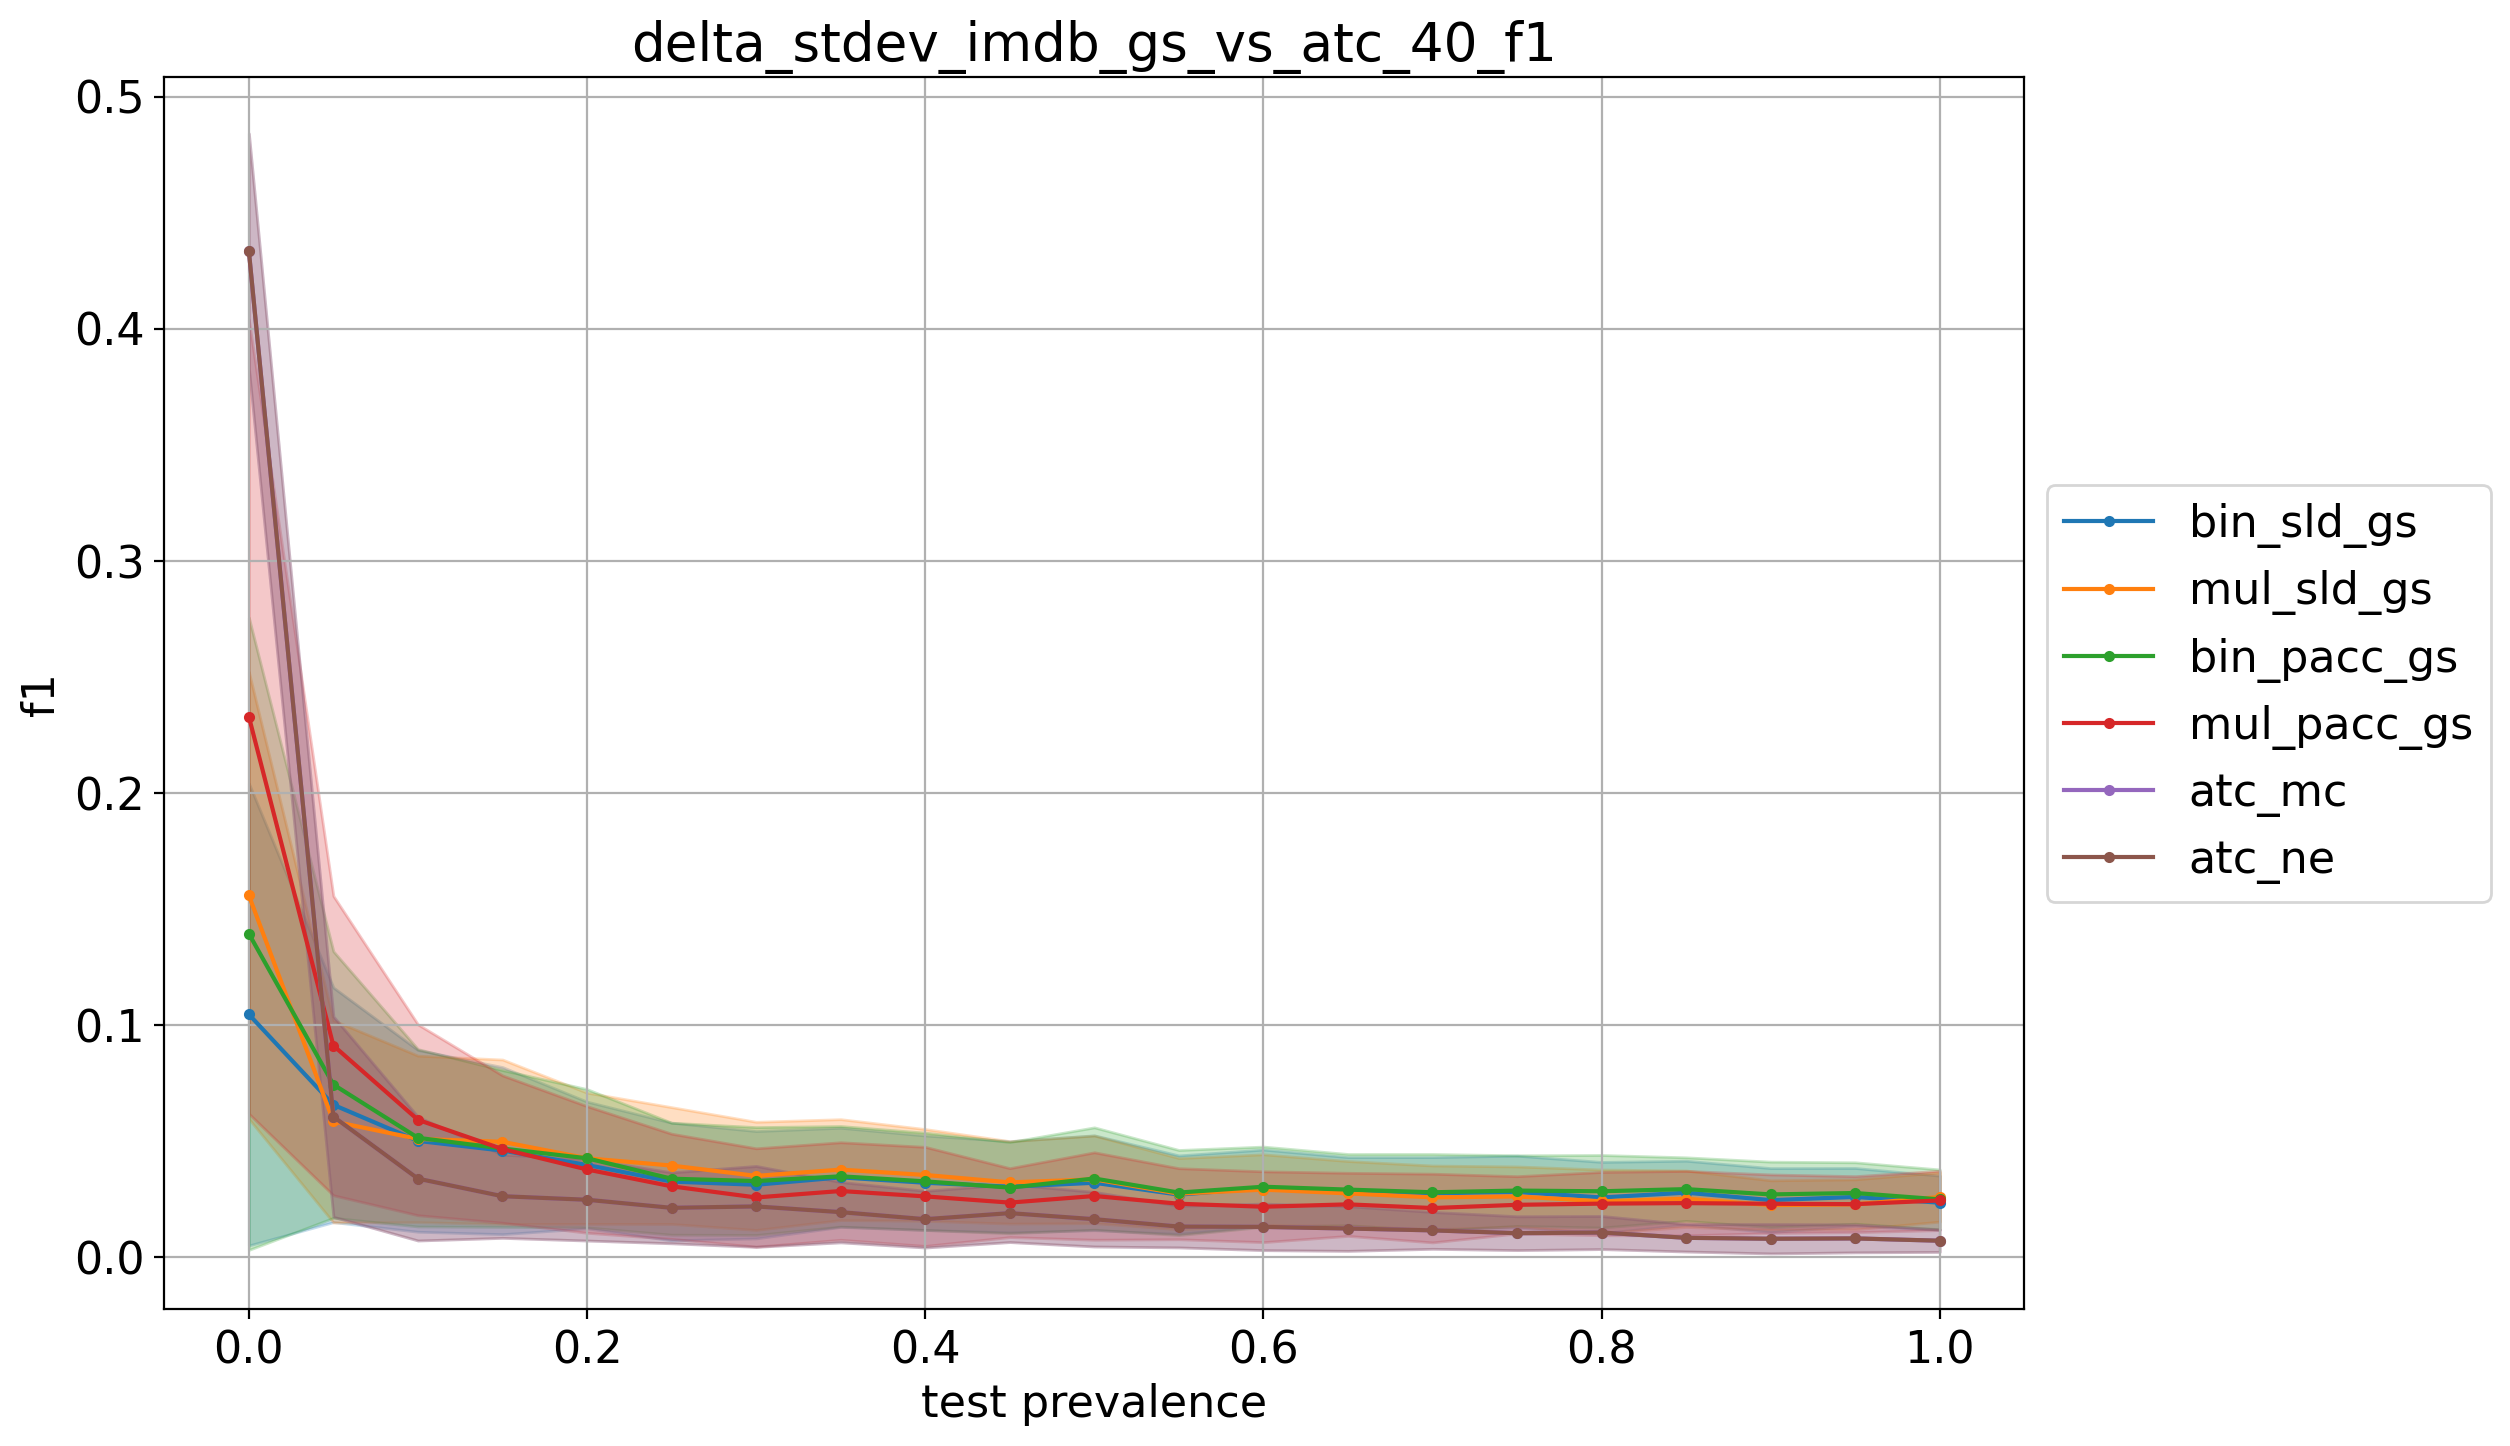 delta_stdev_imdb_gs_vs_atc_40_f1
0.5
0.4
0.3
0.2
0.1
0.0
f1
0.0 0.2 0.4 0.6 0.8 1.0
test prevalence
bin_sld_gs
mul_sld_gs
bin_pacc_gs
mul_pacc_gs
atc_mc
atc_ne